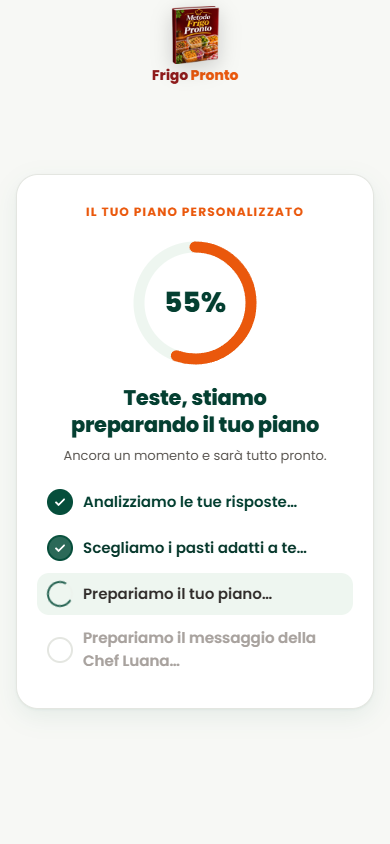 Metodo
Frigo
Pronto
Frigo Pronto
IL TUO PIANO PERSONALIZZATO
55%
Teste, stiamo
preparando il tuo piano
Ancora un momento e sarà tutto pronto.
Analizziamo le tue risposte...
Scegliamo i pasti adatti a te...
Prepariamo il tuo piano...
Prepariamo il messaggio della
Chef Luana...